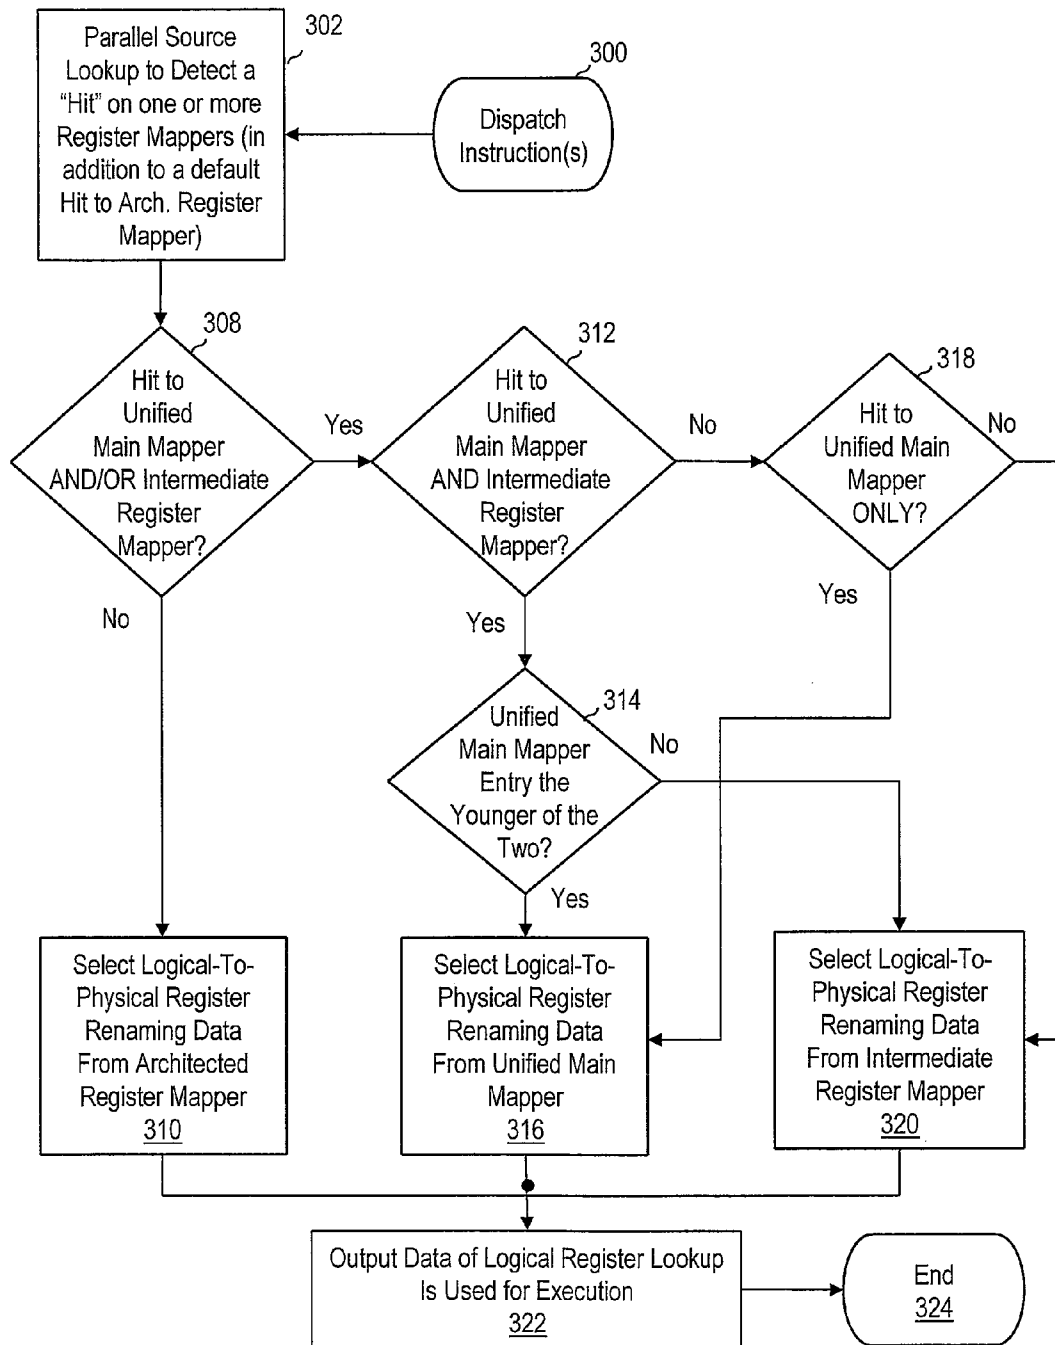 Parallel Source
Lookup to Detect a
"Hit" on one or more
Register Mappers (in
addition to a default
Hit to Arch. Register
Mapper)
302
300
Dispatch
Instruction(s)
308
Hit to
Unified
Main Mapper
AND/OR Intermediate
Register
Mapper?
Yes
No
312
Hit to
Unified
Main Mapper
AND Intermediate
Register
Mapper?
No
Yes
318
Hit to
Unified Main
Mapper
ONLY?
No
Yes
314
Unified
Main Mapper
Entry the
Younger of the
Two?
No
Yes
Select Logical-To-
Physical Register
Renaming Data
From Architected
Register Mapper
310
Select Logical-To-
Physical Register
Renaming Data
From Unified Main
Mapper
316
Select Logical-To-
Physical Register
Renaming Data
From Intermediate
Register Mapper
320
Output Data of Logical Register Lookup
Is Used for Execution
322
End
324